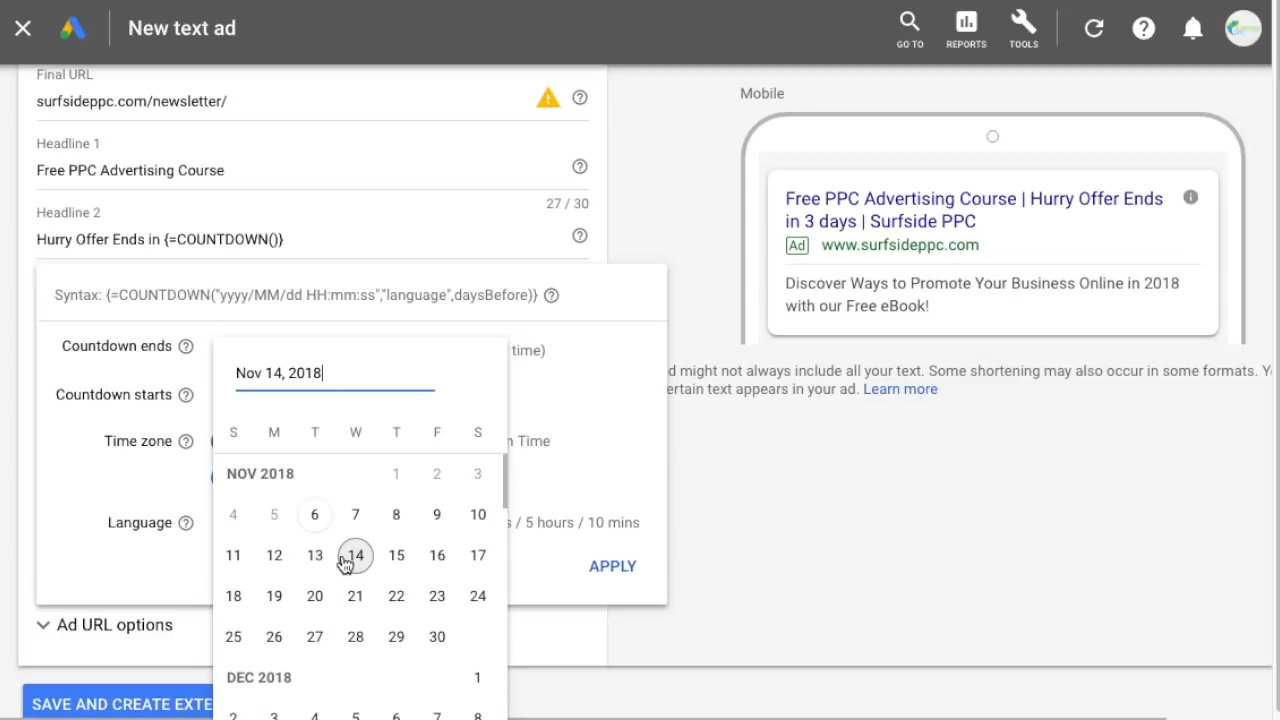 New text ad
GO TO
REPORTS
TOOLS
Final URL
surfsideppc.com/newsletter/
Headline 1
Free PPC Advertising Course
27 / 30
Headline 2
Hurry Offer Ends in {=COUNTDOWN()}
Syntax: {=COUNTDOWN("yyyy/MM/dd HH:mm:ss","language",daysBefore)}
Countdown ends
time)
Countdown starts
Time zone
Time
Language
/ 5 hours / 10 mins
APPLY
Nov 14, 2018
S M T W T F S
NOV 2018 1 2 3
4 5 6 7 8 9 10
11 12 13 14 15 16 17
18 19 20 21 22 23 24
25 26 27 28 29 30
DEC 2018 1
2 3 4 5 6 7 8
Ad URL options
SAVE AND CREATE EXTE
Mobile
Free PPC Advertising Course | Hurry Offer Ends
in 3 days | Surfside PPC
Ad www.surfsideppc.com
Discover Ways to Promote Your Business Online in 2018
with our Free eBook!
d might not always include all your text. Some shortening may also occur in some formats. Y
ertain text appears in your ad. Learn more